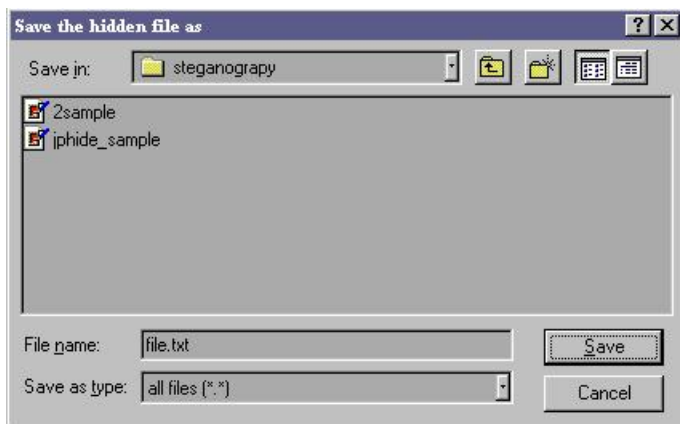 Save the hidden file as
Save in: steganograpy
2sample
jphide_sample
File name: file.txt Save
Save as type: all files (*.*) Cancel